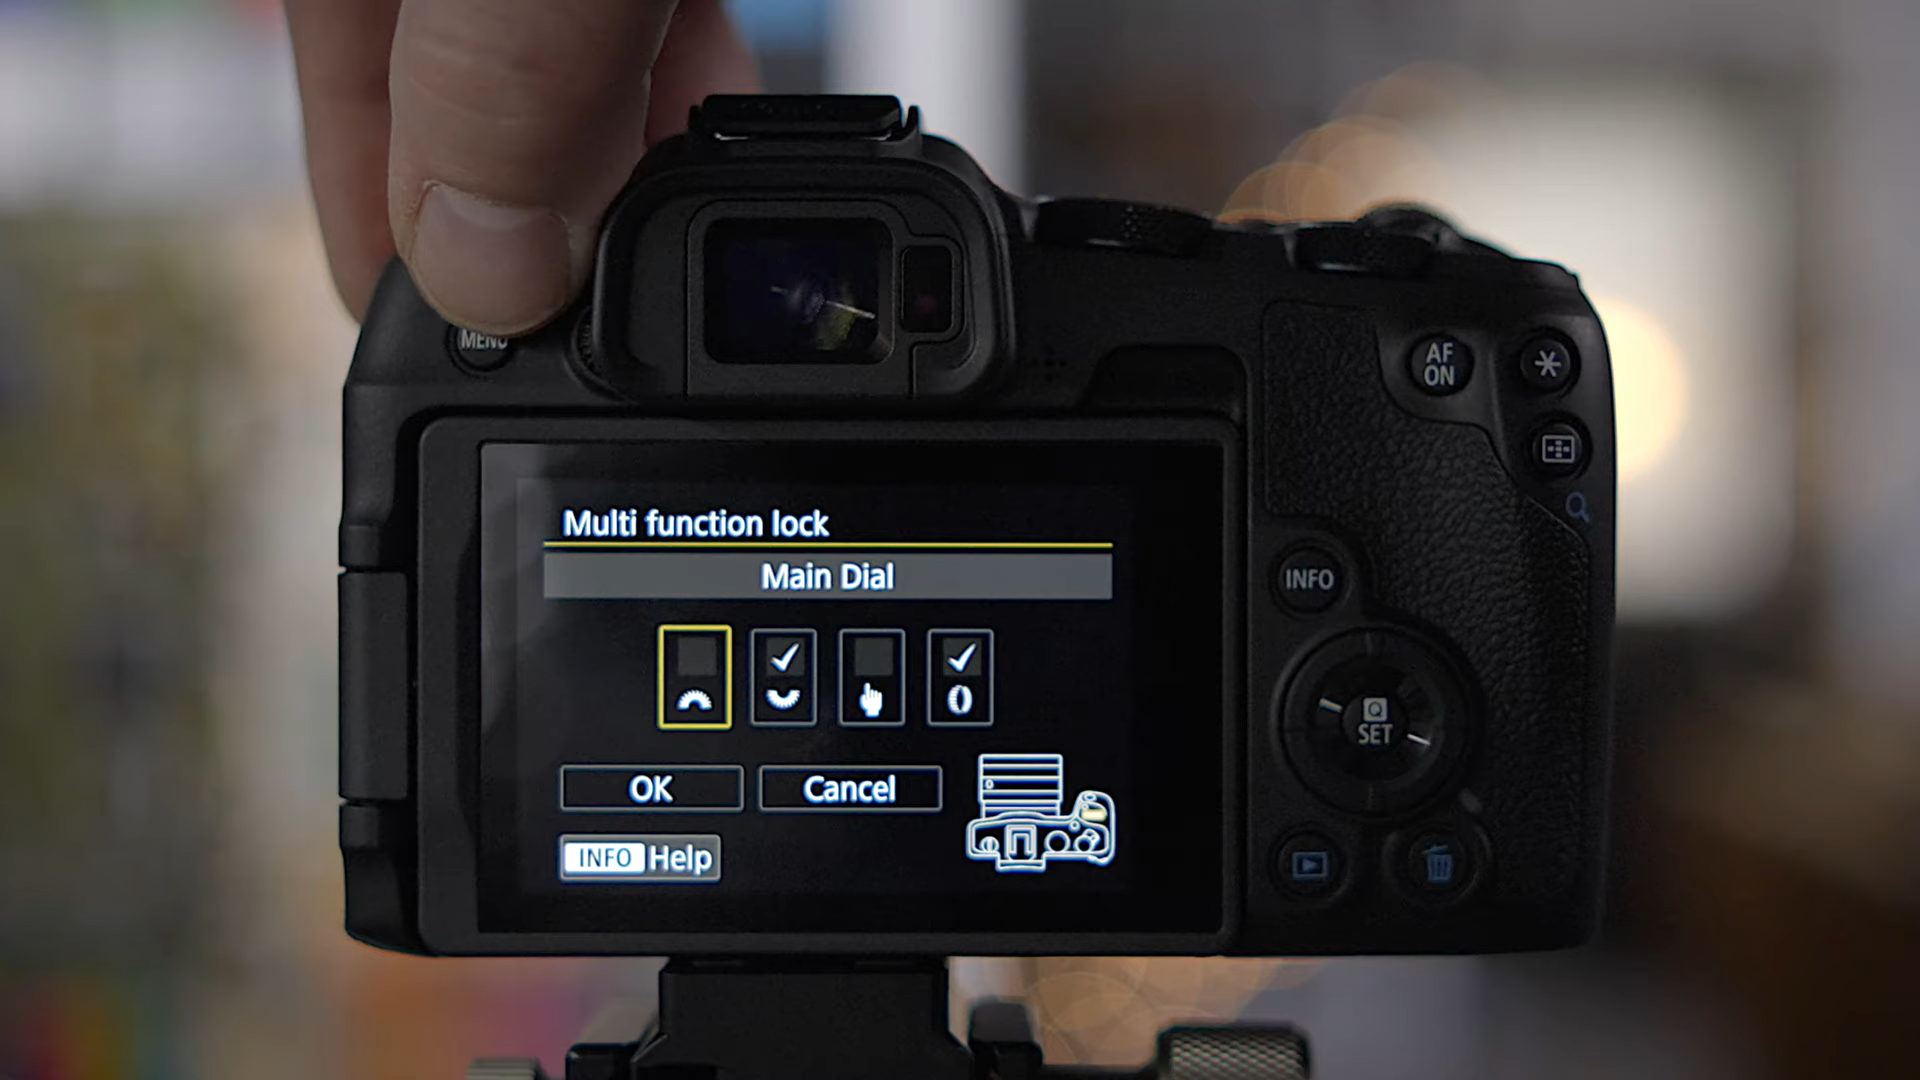 MENU
AF
ON
INFO
Q
SET
Multi function lock
Main Dial
OK
Cancel
INFO Help